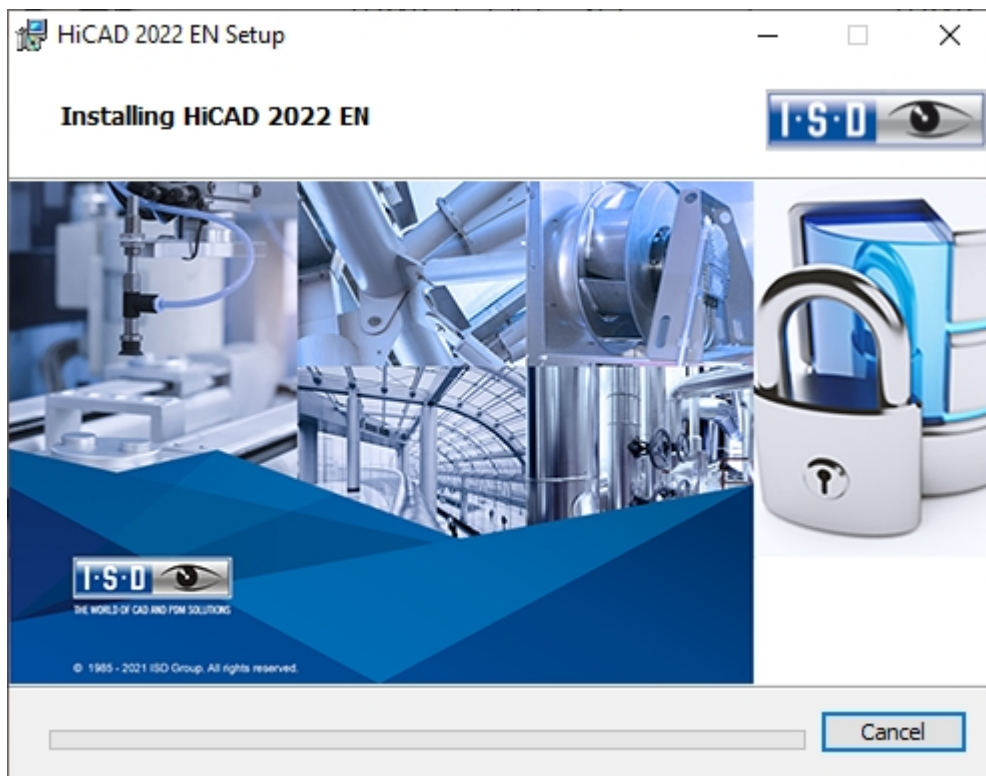 HiCAD 2022 EN Setup
Installing HiCAD 2022 EN
I·S·D
I·S·D
THE WORLD OF CAD AND PDM SOLUTIONS
© 1985 - 2021 ISD Group. All rights reserved.
Cancel